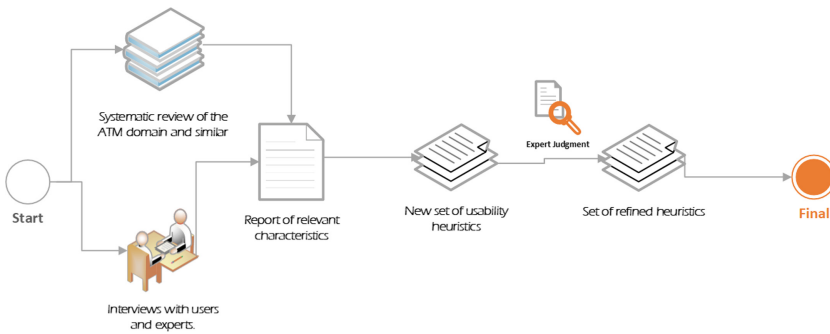 Systematic review of the
ATM domain and similar
Expert Judgment
Start
Report of relevant
characteristics
New set of usability
heuristics
Set of refined heuristics
Final
Interviews with users
and experts.